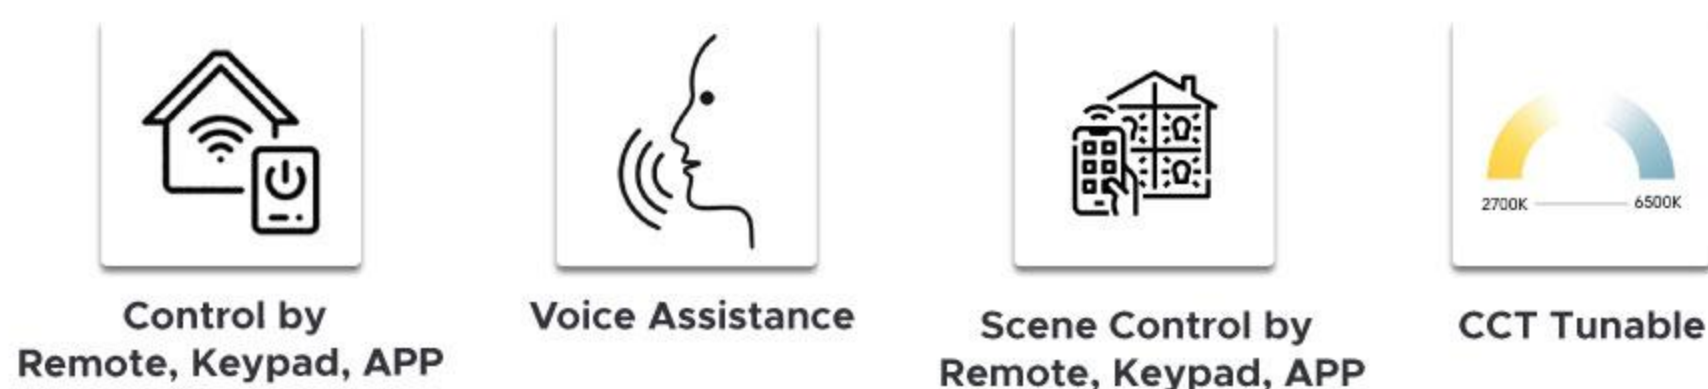 2700K
6500K
Control by
Remote, Keypad, APP
Voice Assistance
Scene Control by
Remote, Keypad, APP
CCT Tunable